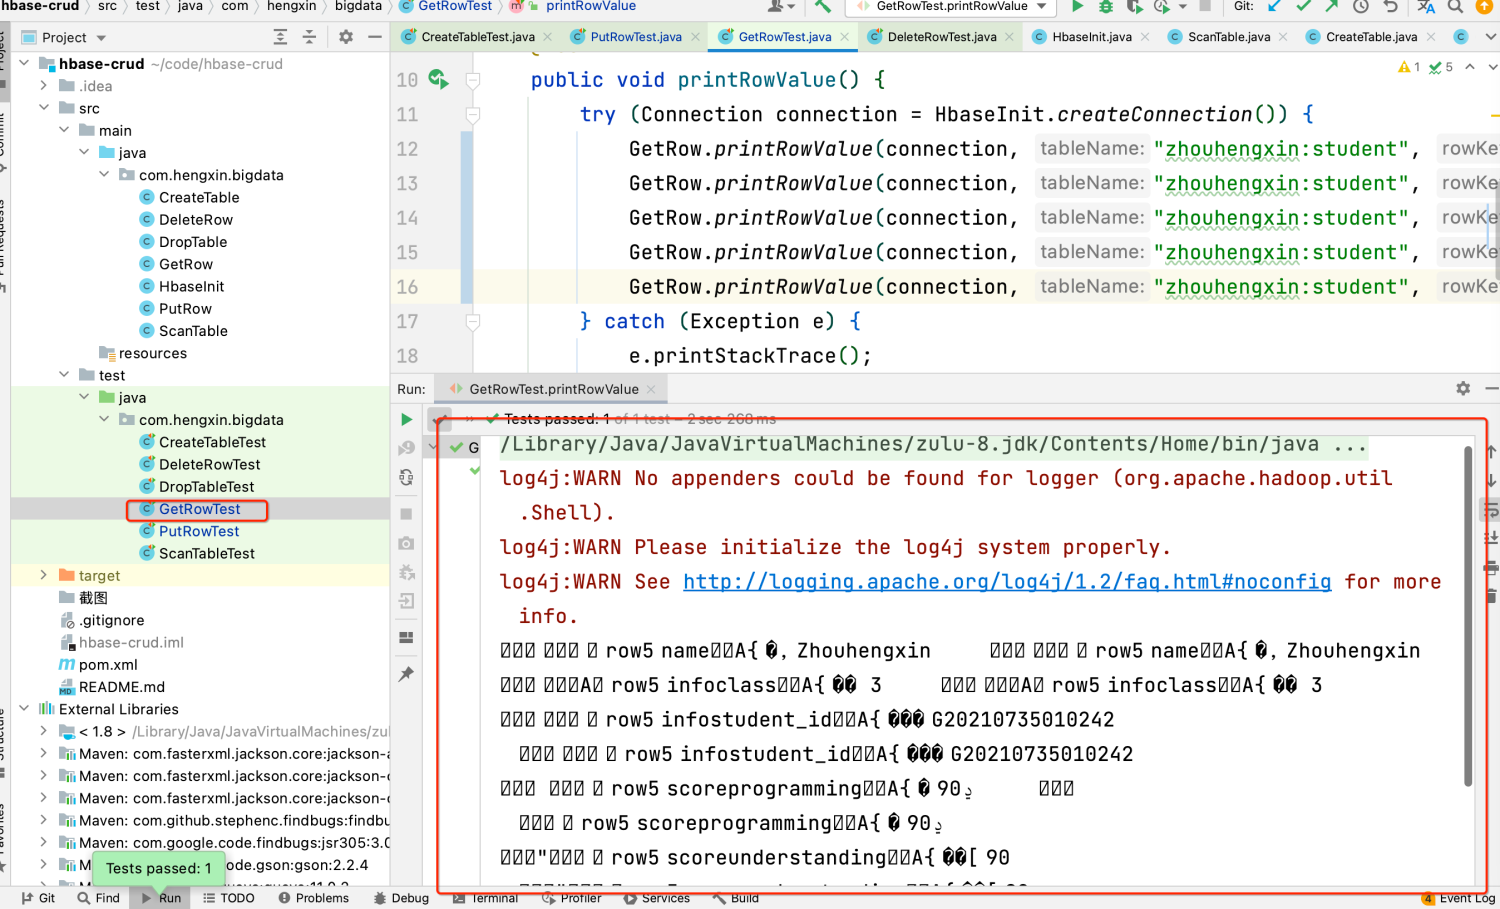 hbase-crud src test java com hengxin bigdata GetRowTest printRowValue GetRowTest.printRowValue Git:
Project CreateTableTest.java PutRowTest.java GetRowTest.java DeleteRowTest.java HbaseInit.java ScanTable.java CreateTable.java
hbase-crud ~/code/hbase-crud
.idea
src
main
java
com.hengxin.bigdata
CreateTable
DeleteRow
DropTable
GetRow
HbaseInit
PutRow
ScanTable
resources
test
java
com.hengxin.bigdata
CreateTableTest
DeleteRowTest
DropTableTest
GetRowTest
PutRowTest
ScanTableTest
target
截图
.gitignore
hbase-crud.iml
pom.xml
README.md
External Libraries
< 1.8 > /Library/Java/JavaVirtualMachines/zul
Maven: com.fasterxml.jackson.core:jackson-a
Maven: com.fasterxml.jackson.core:jackson-c
Maven: com.github.stephenc.findbugs:findbu
Maven: com.google.code.findbugs:jsr305:3.0
code.gson:gson:2.2.4
Tests passed: 1
1 5
10 public void printRowValue() {
11 try (Connection connection = HbaseInit.createConnection()) {
12 GetRow.printRowValue(connection, tableName: "zhouhengxin:student", rowKe
13 GetRow.printRowValue(connection, tableName: "zhouhengxin:student", rowKe
14 GetRow.printRowValue(connection, tableName: "zhouhengxin:student", rowKe
15 GetRow.printRowValue(connection, tableName: "zhouhengxin:student", rowKe
16 GetRow.printRowValue(connection, tableName: "zhouhengxin:student", rowKe
17 } catch (Exception e) {
18 e.printStackTrace();
Run: GetRowTest.printRowValue
Tests passed: 1 of 1 test – 2 sec 268 ms
G
/Library/Java/JavaVirtualMachines/zulu-8.jdk/Contents/Home/bin/java ...
log4j:WARN No appenders could be found for logger (org.apache.hadoop.util
.Shell).
log4j:WARN Please initialize the log4j system properly.
log4j:WARN See http://logging.apache.org/log4j/1.2/faq.html#noconfig for more
info.
row5 name A{ �, Zhouhengxin row5 name A{ �, Zhouhengxin
A row5 infoclass A{ �� 3 A row5 infoclass A{ �� 3
row5 infostudent_id A{ ��� G20210735010242
row5 infostudent_id A{ ��� G20210735010242
row5 scoreprogramming A{ � 90
row5 scoreprogramming A{ � 90
" row5 scoreunderstanding A{ ��[ 90
Git Find Run TODO Problems Debug Terminal Profiler Services Build 4 Event Log